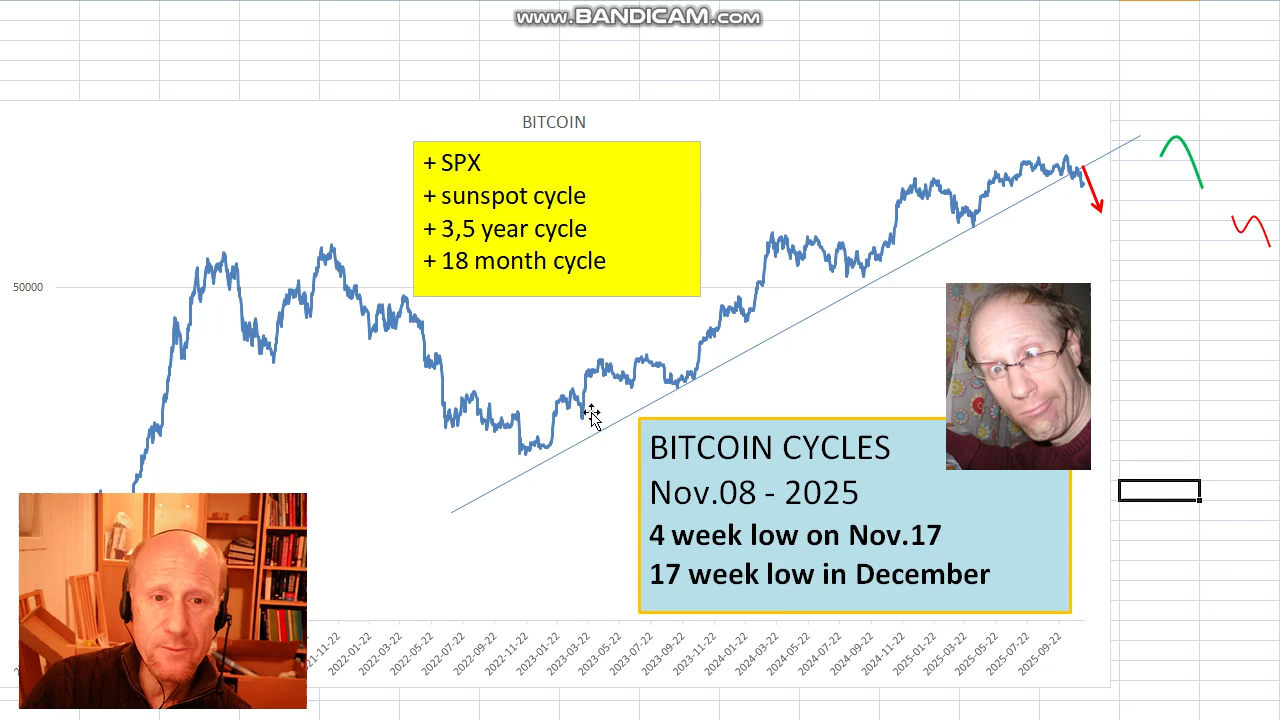 www.BANDICAM.com
BITCOIN
+ SPX
+ sunspot cycle
+ 3,5 year cycle
+ 18 month cycle
50000
BITCOIN CYCLES
Nov.08 - 2025
4 week low on Nov.17
17 week low in December
2022-01-22
2022-03-22
2022-05-22
2022-07-22
2022-09-22
2022-11-22
2023-01-22
2023-03-22
2023-05-22
2023-07-22
2023-09-22
2023-11-22
2024-01-22
2024-03-22
2024-05-22
2024-07-22
2024-09-22
2024-11-22
2025-01-22
2025-03-22
2025-05-22
2025-07-22
2025-09-22